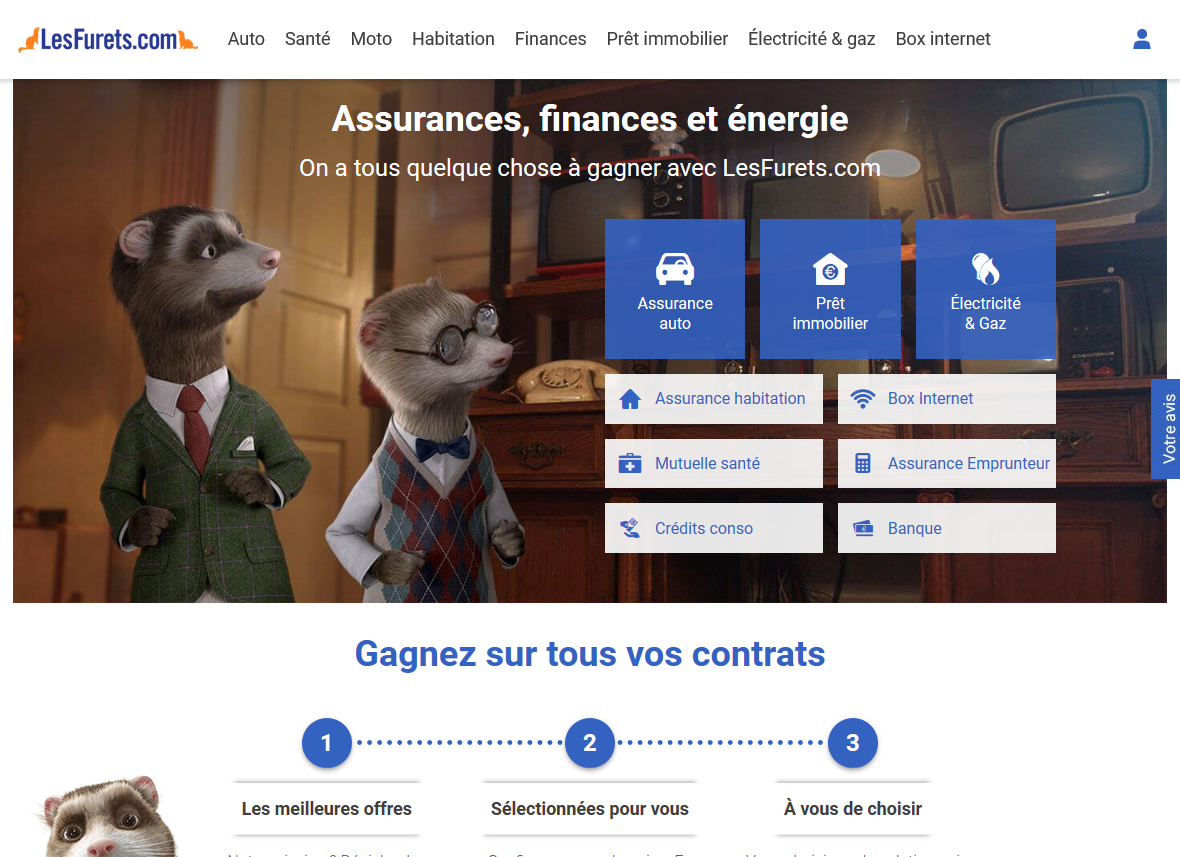 LesFurets.com
Auto Santé Moto Habitation Finances Prêt immobilier Électricité & gaz Box internet
Assurances, finances et énergie
On a tous quelque chose à gagner avec LesFurets.com
Assurance
auto
Prêt
immobilier
Électricité
& Gaz
Assurance habitation
Box Internet
Mutuelle santé
Assurance Emprunteur
Crédits conso
Banque
Votre avis
Gagnez sur tous vos contrats
1 2 3
Les meilleures offres
Sélectionnées pour vous
À vous de choisir